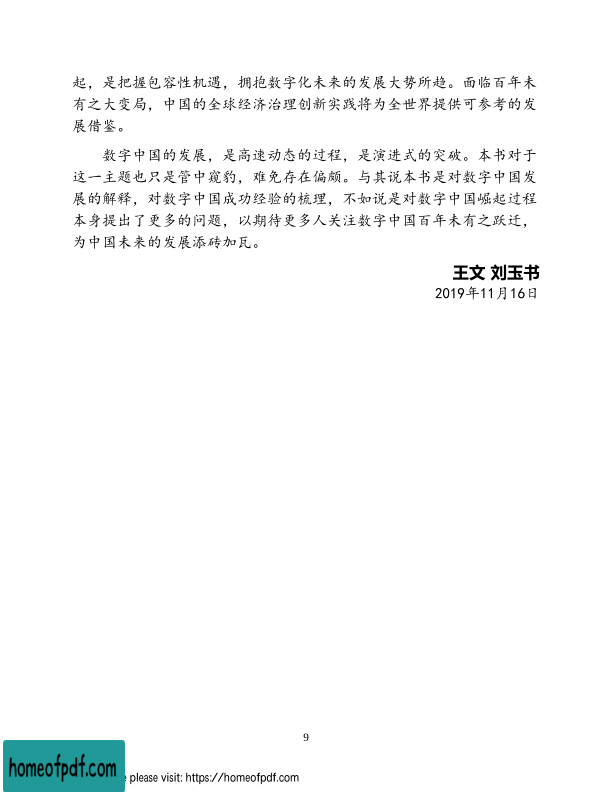 起，是把握包容性机遇，拥抱数字化未来的发展大势所趋。面临百年未
有之大变局，中国的全球经济治理创新实践将为全世界提供可参考的发
展借鉴。
数字中国的发展，是高速动态的过程，是演进式的突破。本书对于
这一主题也只是管中窥豹，难免存在偏颇。与其说本书是对数字中国发
展的解释，对数字中国成功经验的梳理，不如说是对数字中国崛起过程
本身提出了更多的问题，以期待更多人关注数字中国百年未有之跃迁，
为中国未来的发展添砖加瓦。
王文 刘玉书
2019年11月16日
9
homeofpdf.com
please visit: https://homeofpdf.com